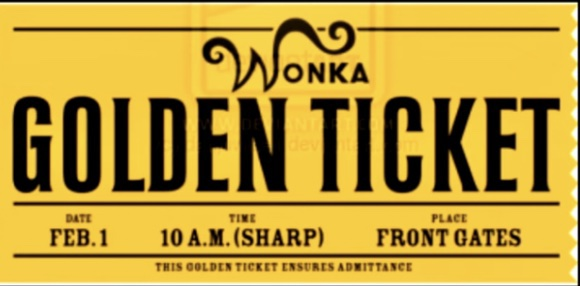 WONKA
GOLDEN TICKET
DATE TIME PLACE
FEB. 1 10 A.M. (SHARP) FRONT GATES
THIS GOLDEN TICKET ENSURES ADMITTANCE